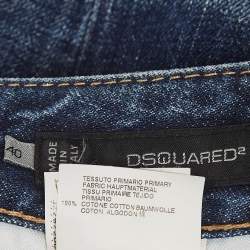 40
MADE IN ITALY
DSQUARED²
TESSUTO PRIMARIO PRIMARY
FABRIC HAUPTMATERIAL
TISSU PRIMAIRE TEJIDO
PRIMARIO
100% COTONE COTTON BAUMWOLLE
COTON ALGODON